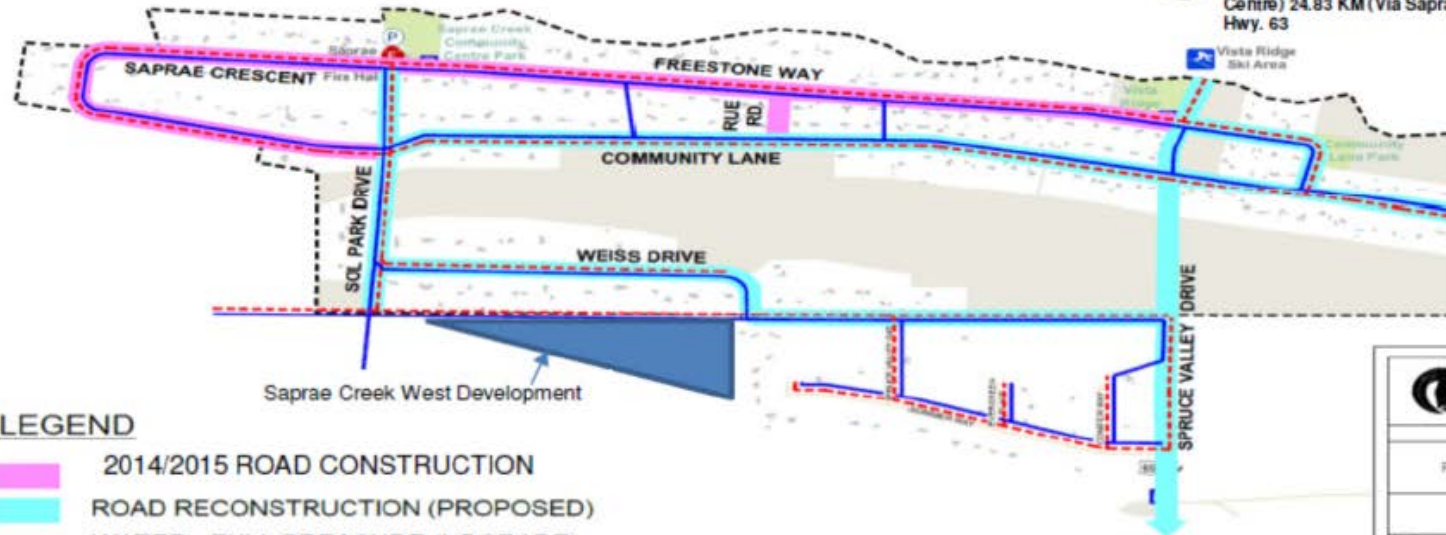 Centre) 24.83 KM (Via Sapra
Hwy. 63
P
Saprae Creek
Community
Centre Park
Saprae
Fire Hall
SAPRAE CRESCENT
FREESTONE WAY
Vista Ridge
Ski Area
Vista
Ridge
RUE
RD.
COMMUNITY LANE
Community
Lane Park
SOL PARK DRIVE
WEISS DRIVE
SPRUCE VALLEY DRIVE
Saprae Creek West Development
LEGEND
2014/2015 ROAD CONSTRUCTION
ROAD RECONSTRUCTION (PROPOSED)